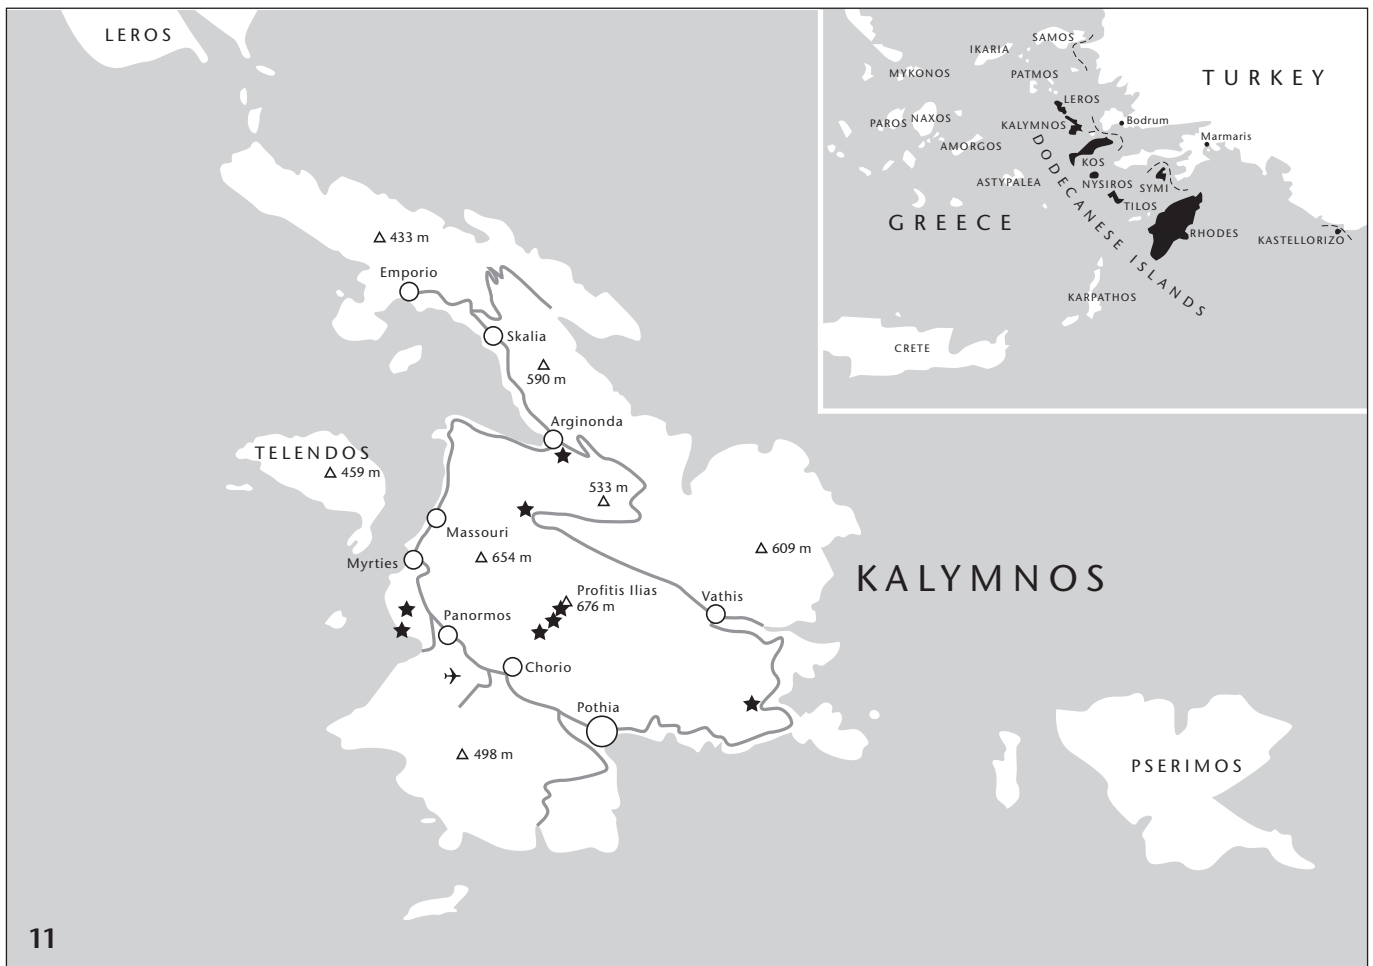 LEROS
SAMOS
IKARIA
TURKEY
MYKONOS
PATMOS
LEROS
PAROS
NAXOS
KALYMNOS
Bodrum
Marmaris
AMORGOS
KOS
ASTYPALEA
NYSIROS
SYMI
TILOS
GREECE
RHODES
KASTELLORIZO
DODECANESE ISLANDS
KARPATHOS
CRETE
433 m
Emporio
Skalia
590 m
Arginonda
TELENDOS
459 m
533 m
Massouri
654 m
609 m
Myrties
KALYMNOS
Profitis Ilias
676 m
Vathis
Panormos
Chorio
Pothia
498 m
PSERIMOS
11